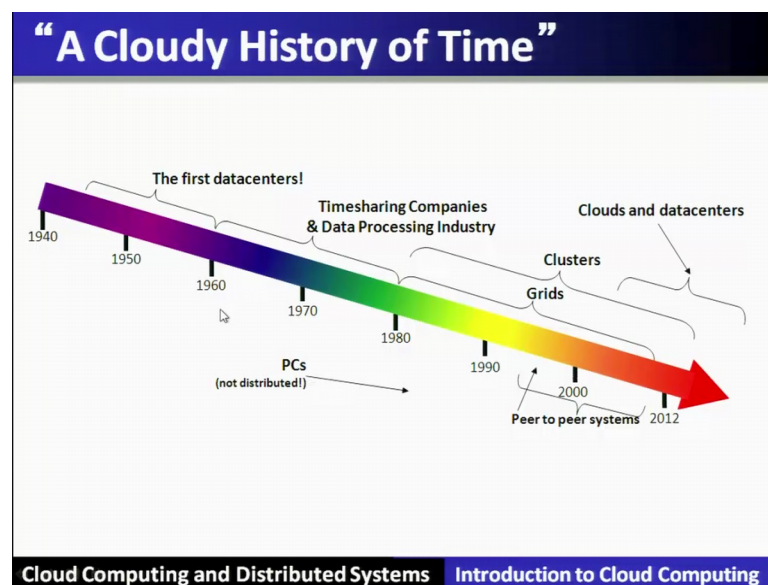 “A Cloudy History of Time”
The first datacenters!
Timesharing Companies
& Data Processing Industry
Clouds and datacenters
Clusters
Grids
1940
1950
1960
1970
1980
1990
2000
2012
PCs
(not distributed!)
Peer to peer systems
Cloud Computing and Distributed Systems
Introduction to Cloud Computing